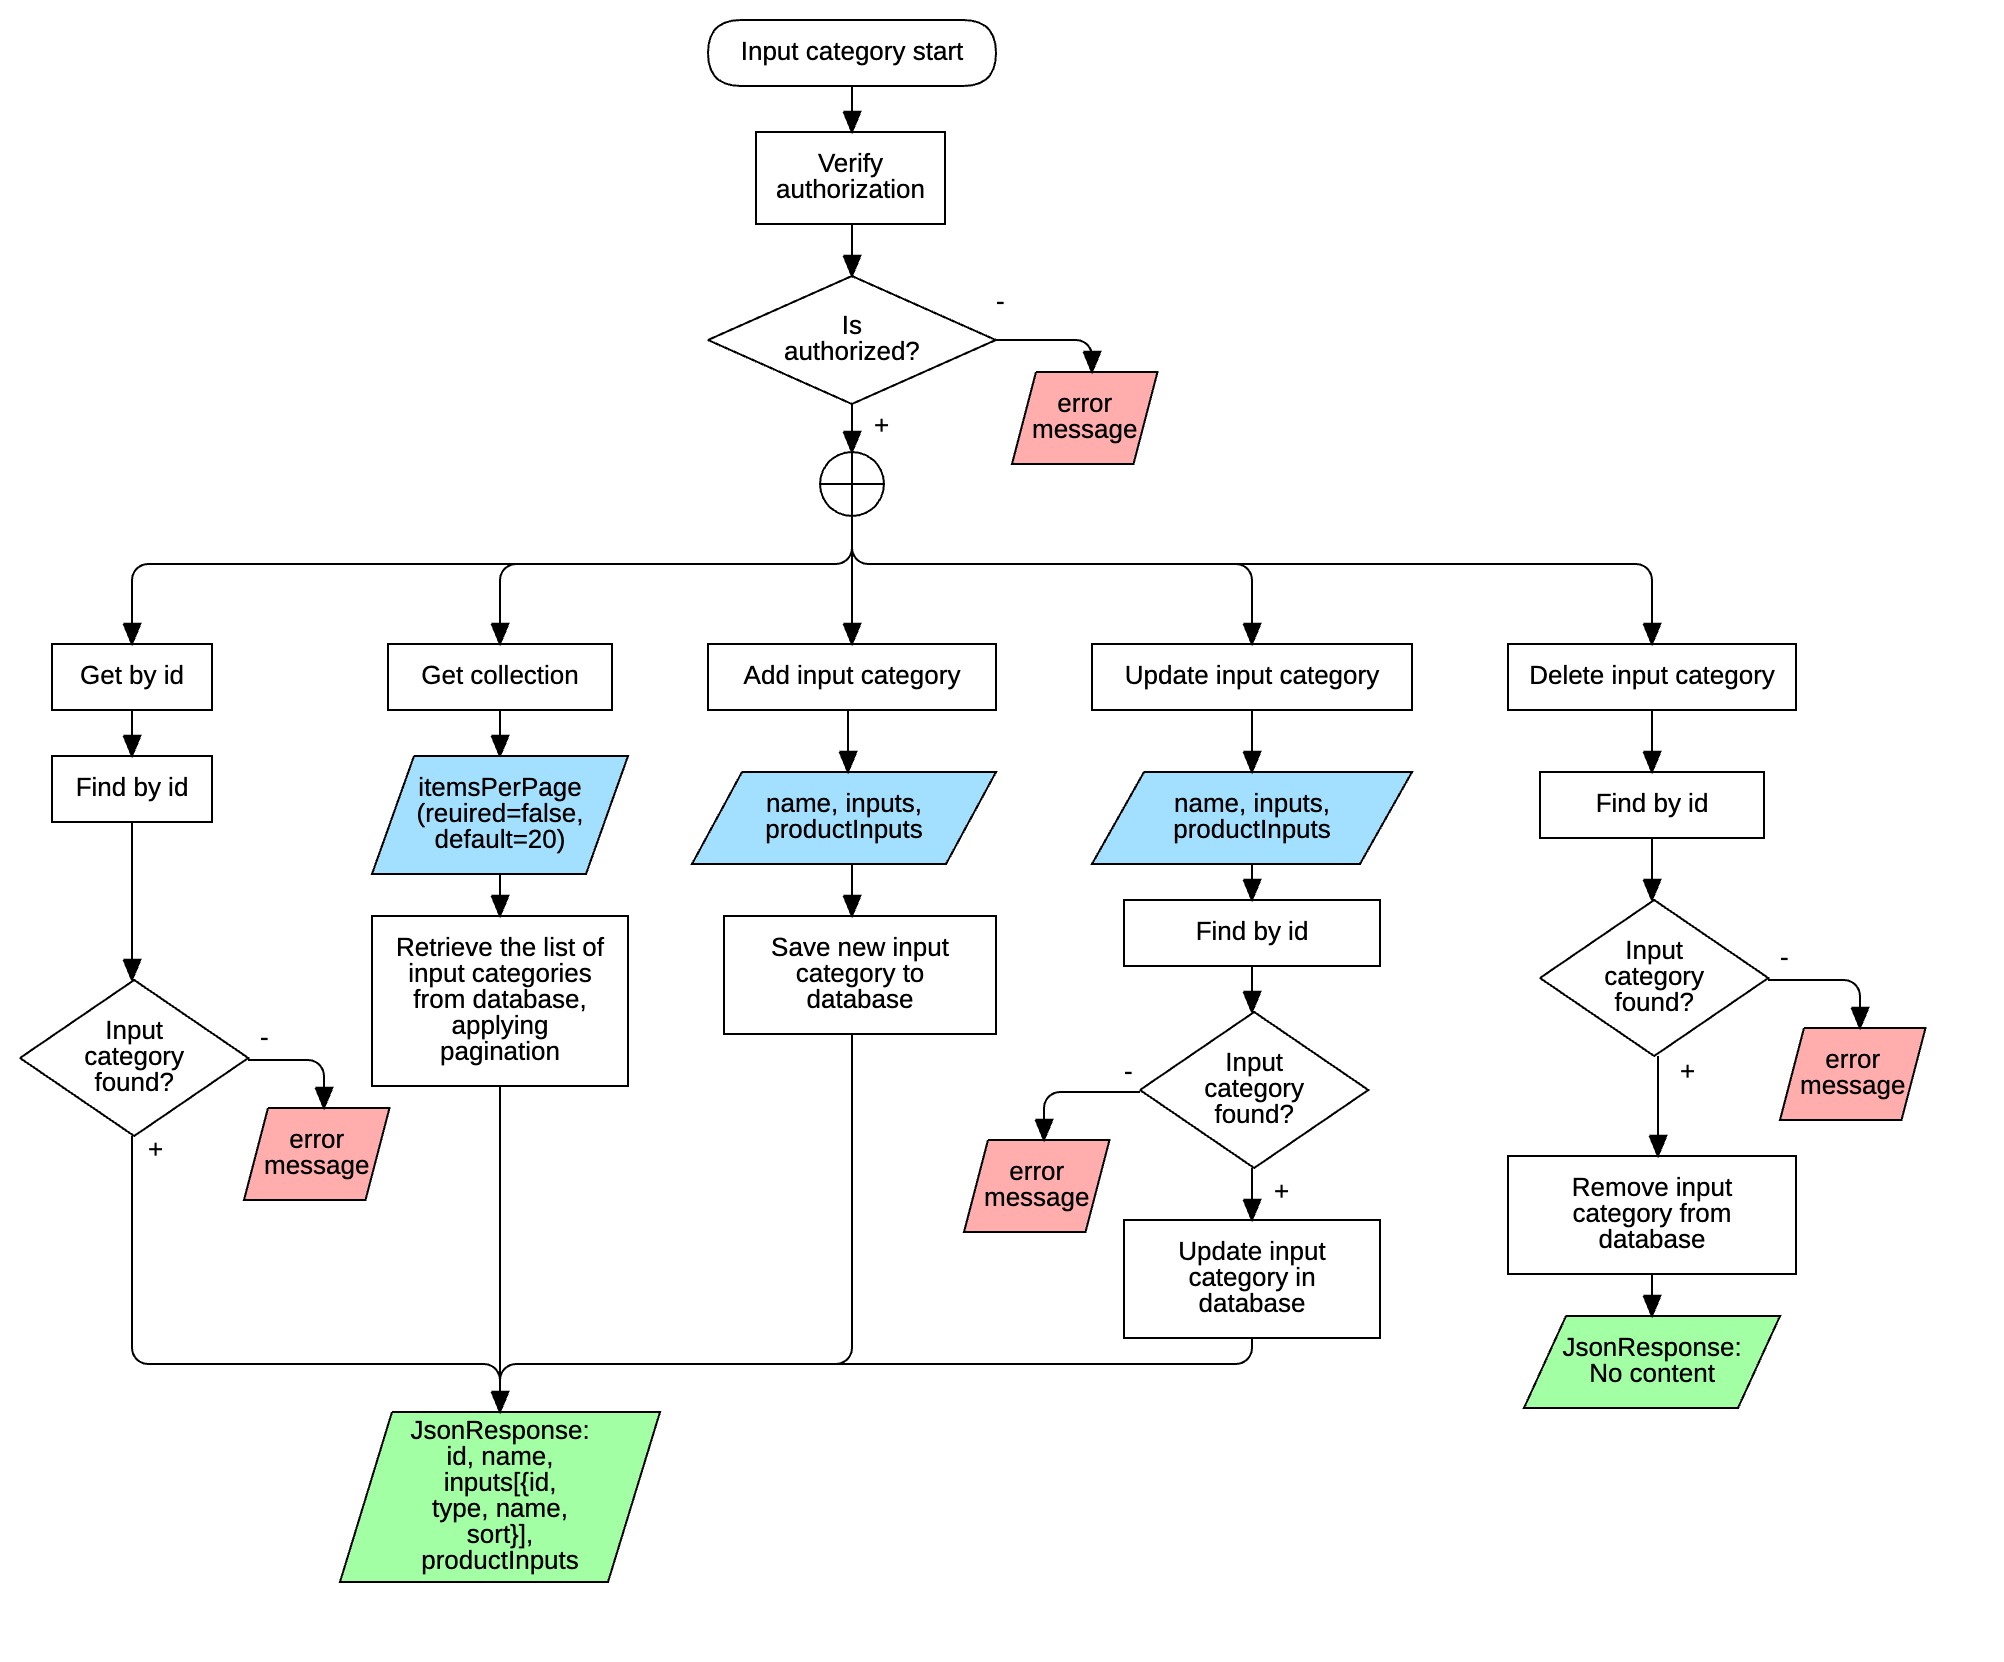 Input category start
Verify
authorization
Is
authorized?
-
error
message
+
Get by id
Get collection
Add input category
Update input category
Delete input category
Find by id
itemsPerPage
(reuired=false,
default=20)
name, inputs,
productInputs
name, inputs,
productInputs
Find by id
Retrieve the list of
input categories
from database,
applying
pagination
Save new input
category to
database
Find by id
Input
category
found?
-
error
message
+
Input
category
found?
-
error
message
+
Input
category
found?
-
error
message
+
Update input
category in
database
Remove input
category from
database
JsonResponse:
No content
JsonResponse:
id, name,
inputs[{id,
type, name,
sort}],
productInputs